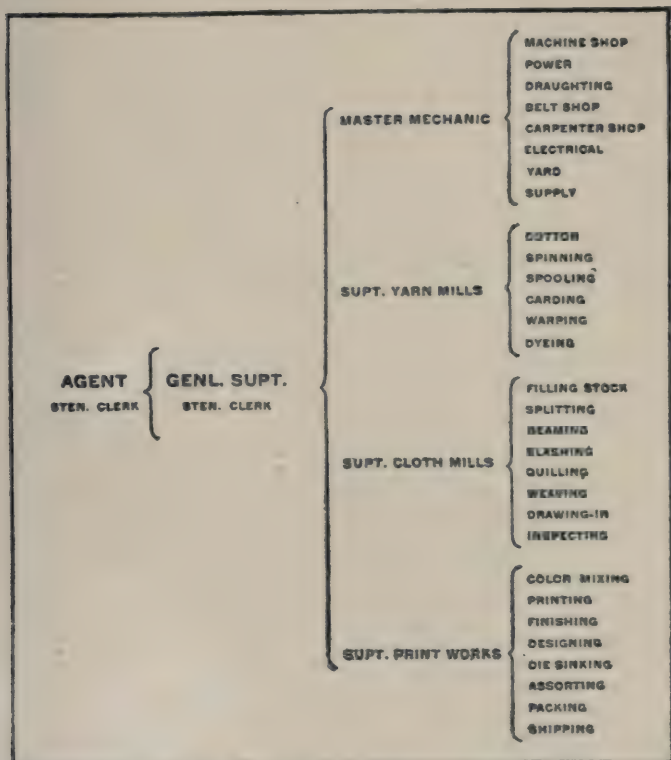 MACHINE SHOP
POWER
DRAUGHTING
BELT SHOP
CARPENTER SHOP
ELECTRICAL
YARD
SUPPLY
MASTER MECHANIC
COTTON
SPINNING
SPOOLING
CARDING
WARPING
DYEING
SUPT. YARN MILLS
AGENT
STEN. CLERK
GENL. SUPT.
STEN. CLERK
FILLING STOCK
SPLITTING
BEAMING
SLASHING
QUILLING
WEAVING
DRAWING-IN
INSPECTING
SUPT. CLOTH MILLS
COLOR MIXING
PRINTING
FINISHING
DESIGNING
DIE SINKING
ASSORTING
PACKING
SHIPPING
SUPT. PRINT WORKS